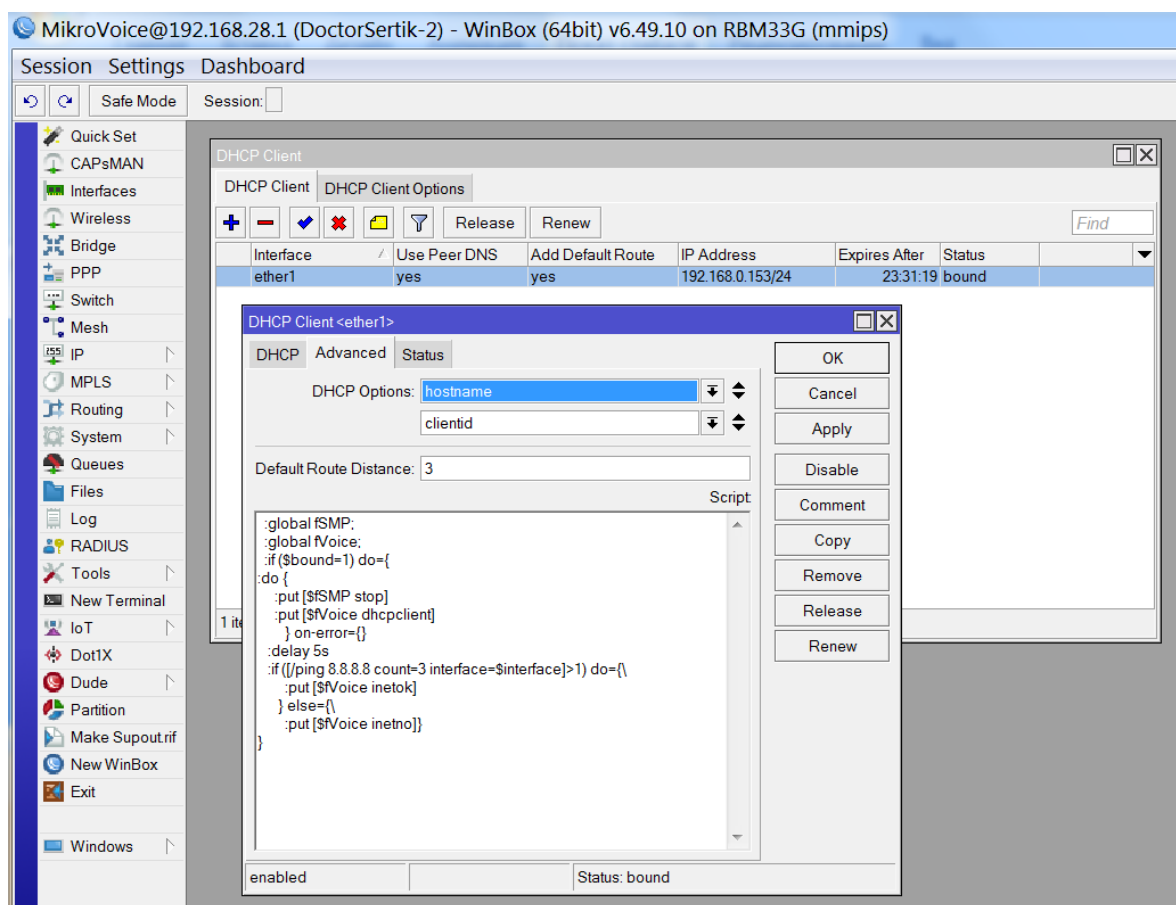 MikroVoice@192.168.28.1 (DoctorSertik-2) - WinBox (64bit) v6.49.10 on RBM33G (mmips)
Session Settings Dashboard
Safe Mode Session:
Quick Set
CAPsMAN
Interfaces
Wireless
Bridge
PPP
Switch
Mesh
IP
MPLS
Routing
System
Queues
Files
Log
RADIUS
Tools
New Terminal
IoT
Dot1X
Dude
Partition
Make Supout.rif
New WinBox
Exit
Windows
DHCP Client
DHCP Client DHCP Client Options
Release Renew Find
Interface Use Peer DNS Add Default Route IP Address Expires After Status
ether1 yes yes 192.168.0.153/24 23:31:19 bound
1 ite
DHCP Client <ether1>
DHCP Advanced Status
DHCP Options: hostname
clientid
Default Route Distance: 3
Script:
:global fSMP;
:global fVoice;
:if ($bound=1) do={
:do {
:put [$fSMP stop]
:put [$fVoice dhcpclient]
} on-error={}
:delay 5s
:if ([/ping 8.8.8.8 count=3 interface=$interface]>1) do={\
:put [$fVoice inetok]
} else={\
:put [$fVoice inetno]}
}
OK
Cancel
Apply
Disable
Comment
Copy
Remove
Release
Renew
enabled Status: bound